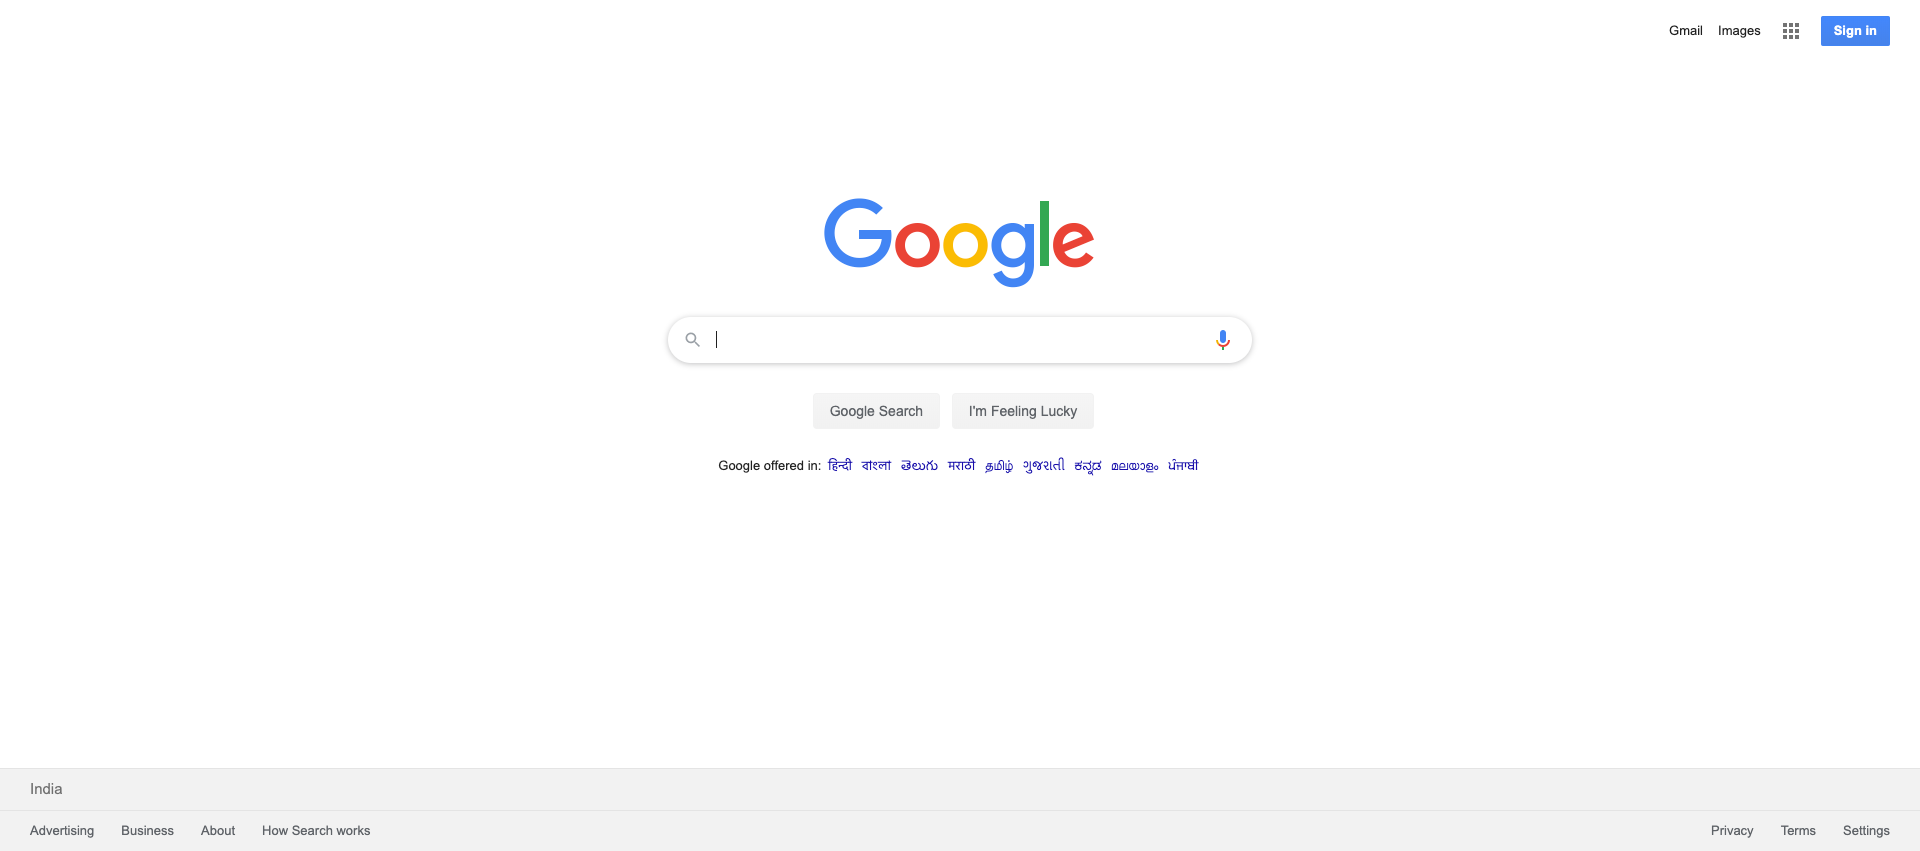 Gmail Images Sign in
Google
Google Search I'm Feeling Lucky
Google offered in: हिन्दी বাংলা తెలుగు मराठी தமிழ் ગુજરાતી ಕನ್ನಡ മലയാളം ਪੰਜਾਬੀ
India
Advertising Business About How Search works Privacy Terms Settings